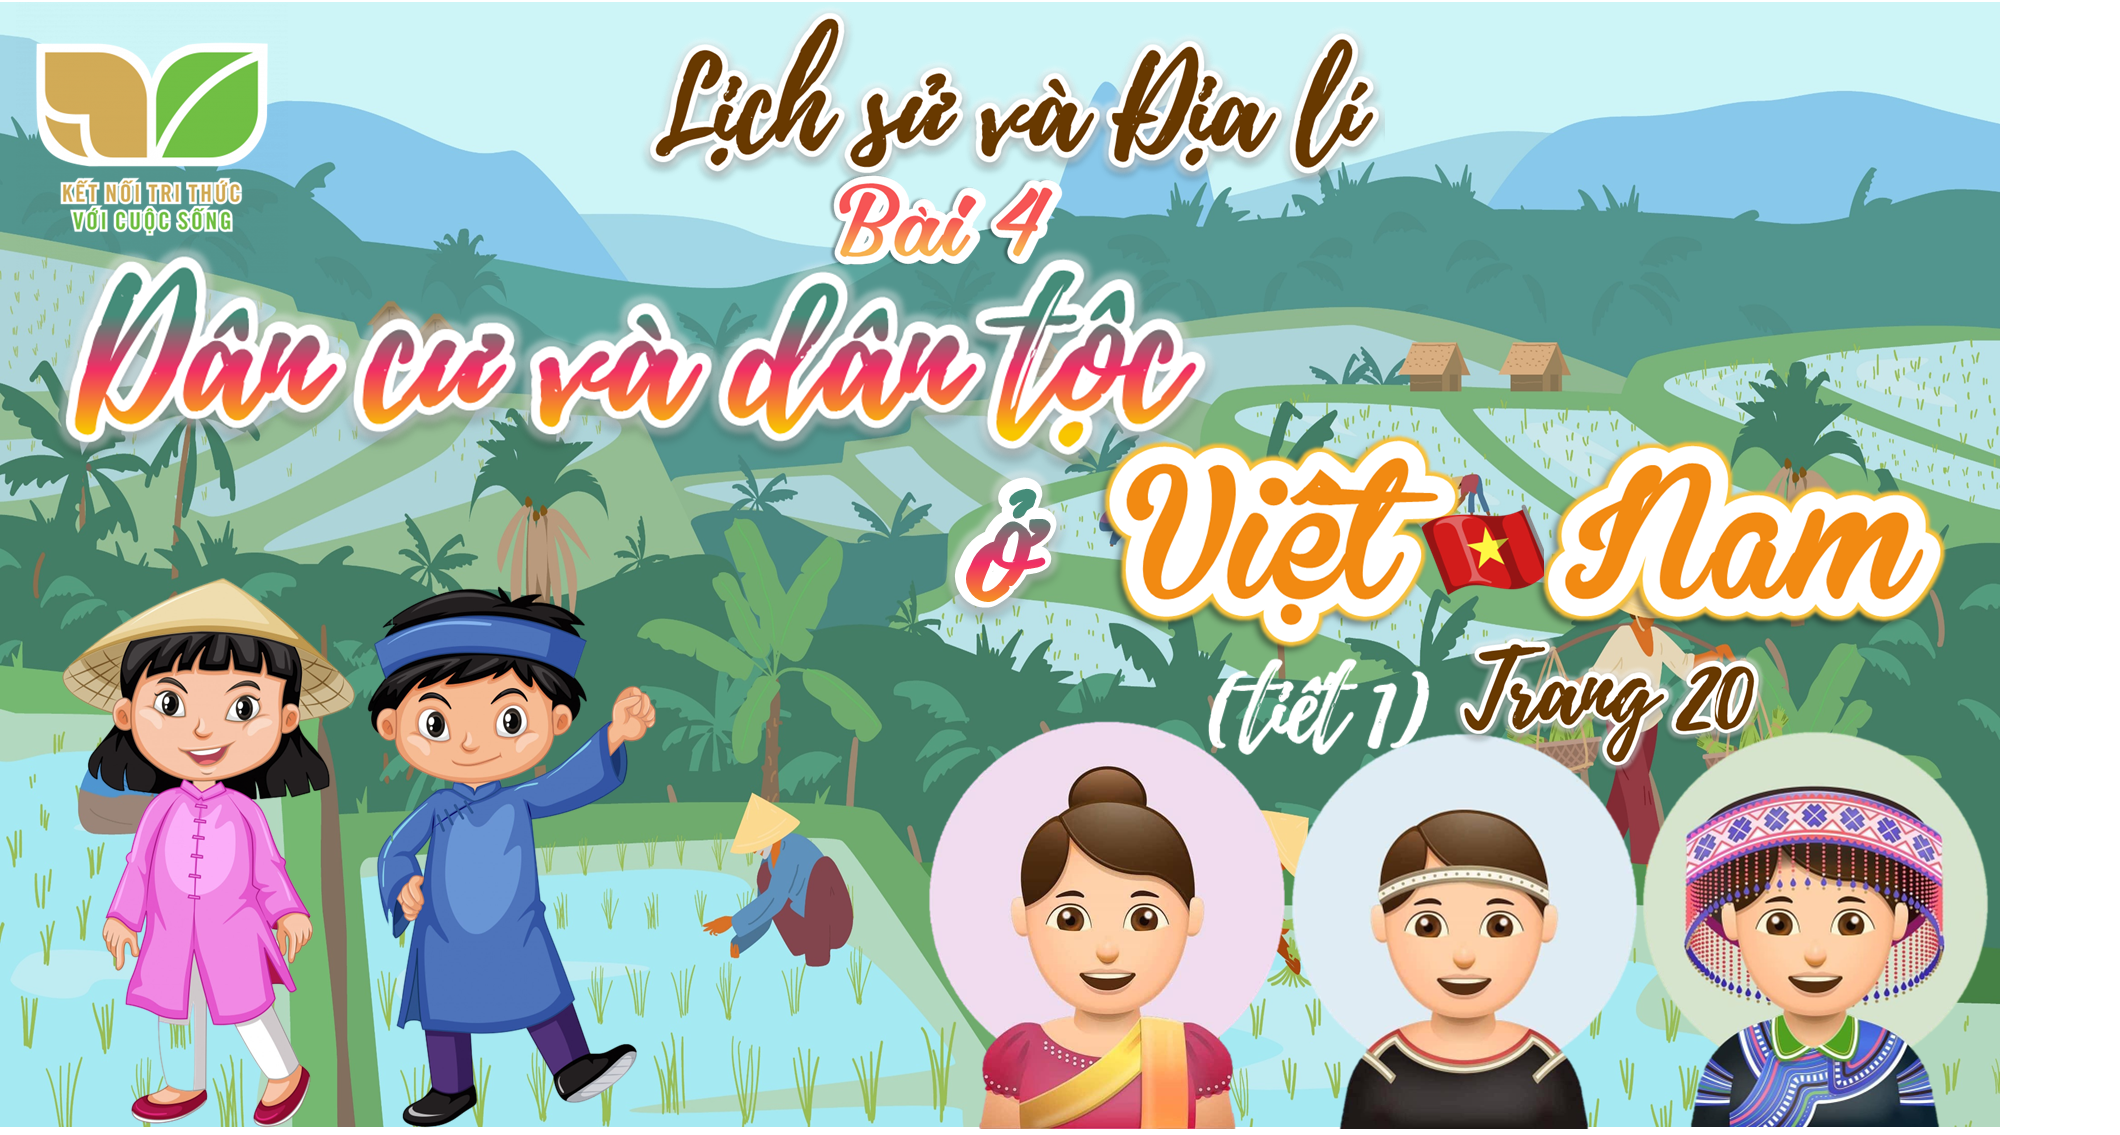 KẾT NỐI TRI THỨC
VỚI CUỘC SỐNG
Lịch sử và Địa lí
Bài 4
Dân cư và dân tộc
ở Việt Nam
(tiết 1) Trang 20